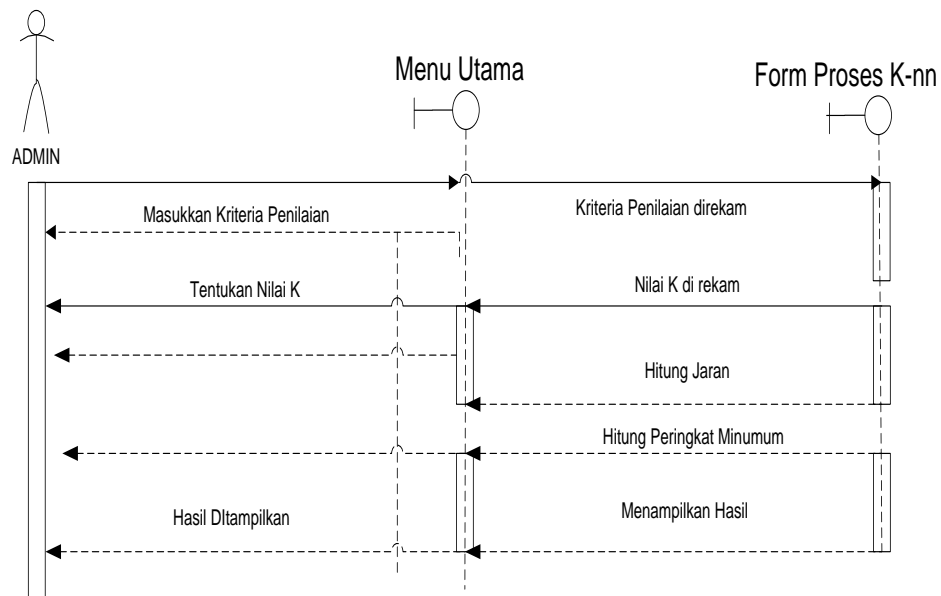 Menu Utama
Form Proses K-nn
ADMIN
Masukkan Kriteria Penilaian
Kriteria Penilaian direkam
Tentukan Nilai K
Nilai K di rekam
Hitung Jaran
Hitung Peringkat Minumum
Hasil DItampilkan
Menampilkan Hasil